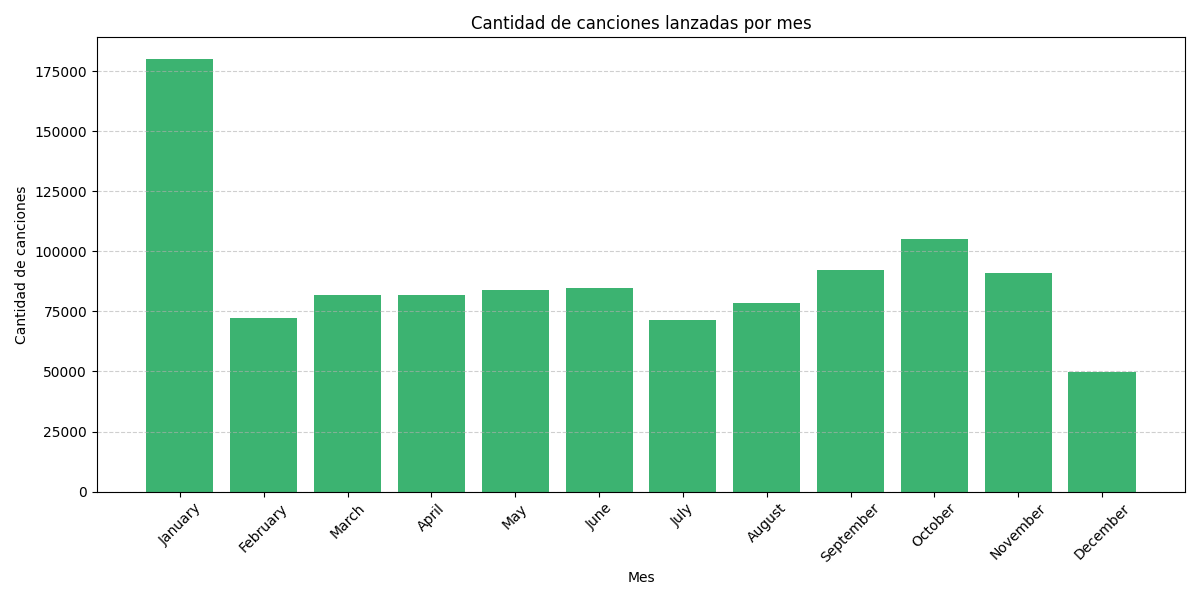 Cantidad de canciones lanzadas por mes
Cantidad de canciones
175000
150000
125000
100000
75000
50000
25000
0
January
February
March
April
May
June
July
August
September
October
November
December
Mes